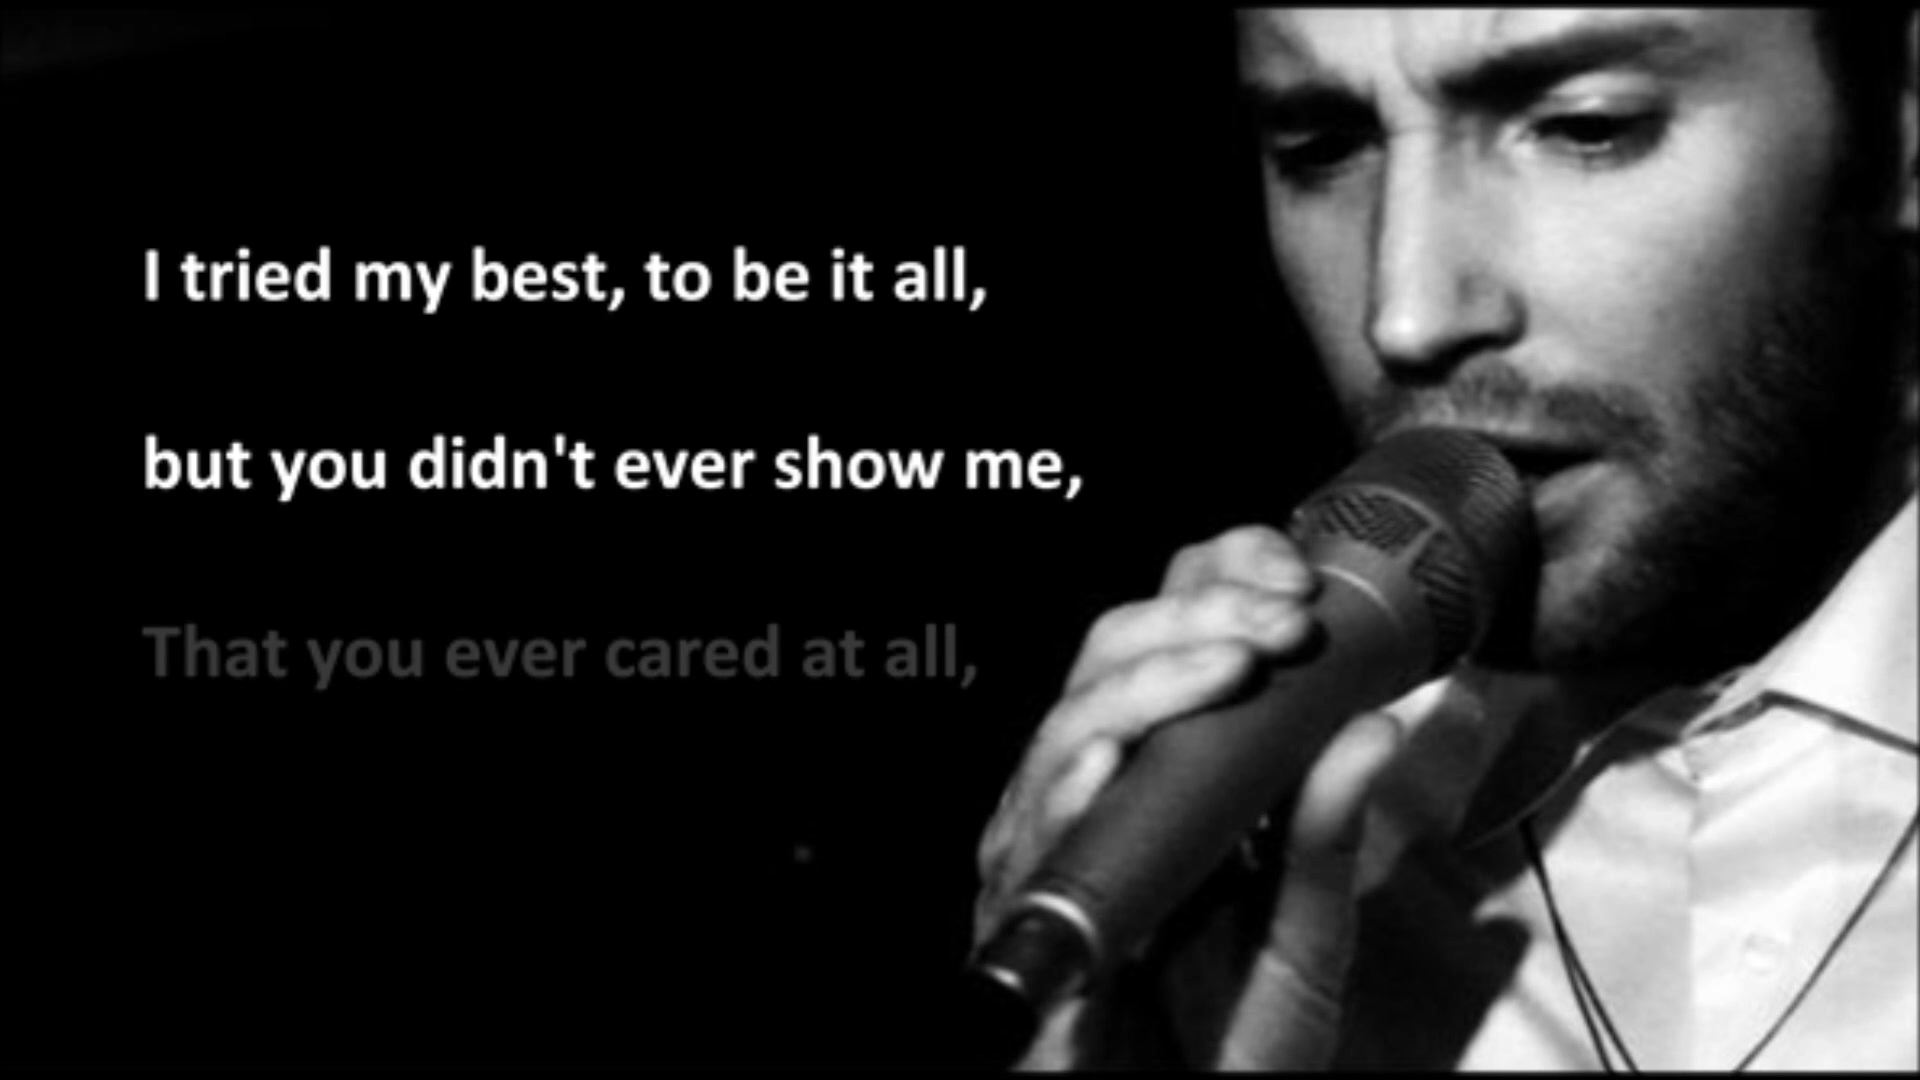 I tried my best, to be it all,
but you didn't ever show me,
That you ever cared at all,